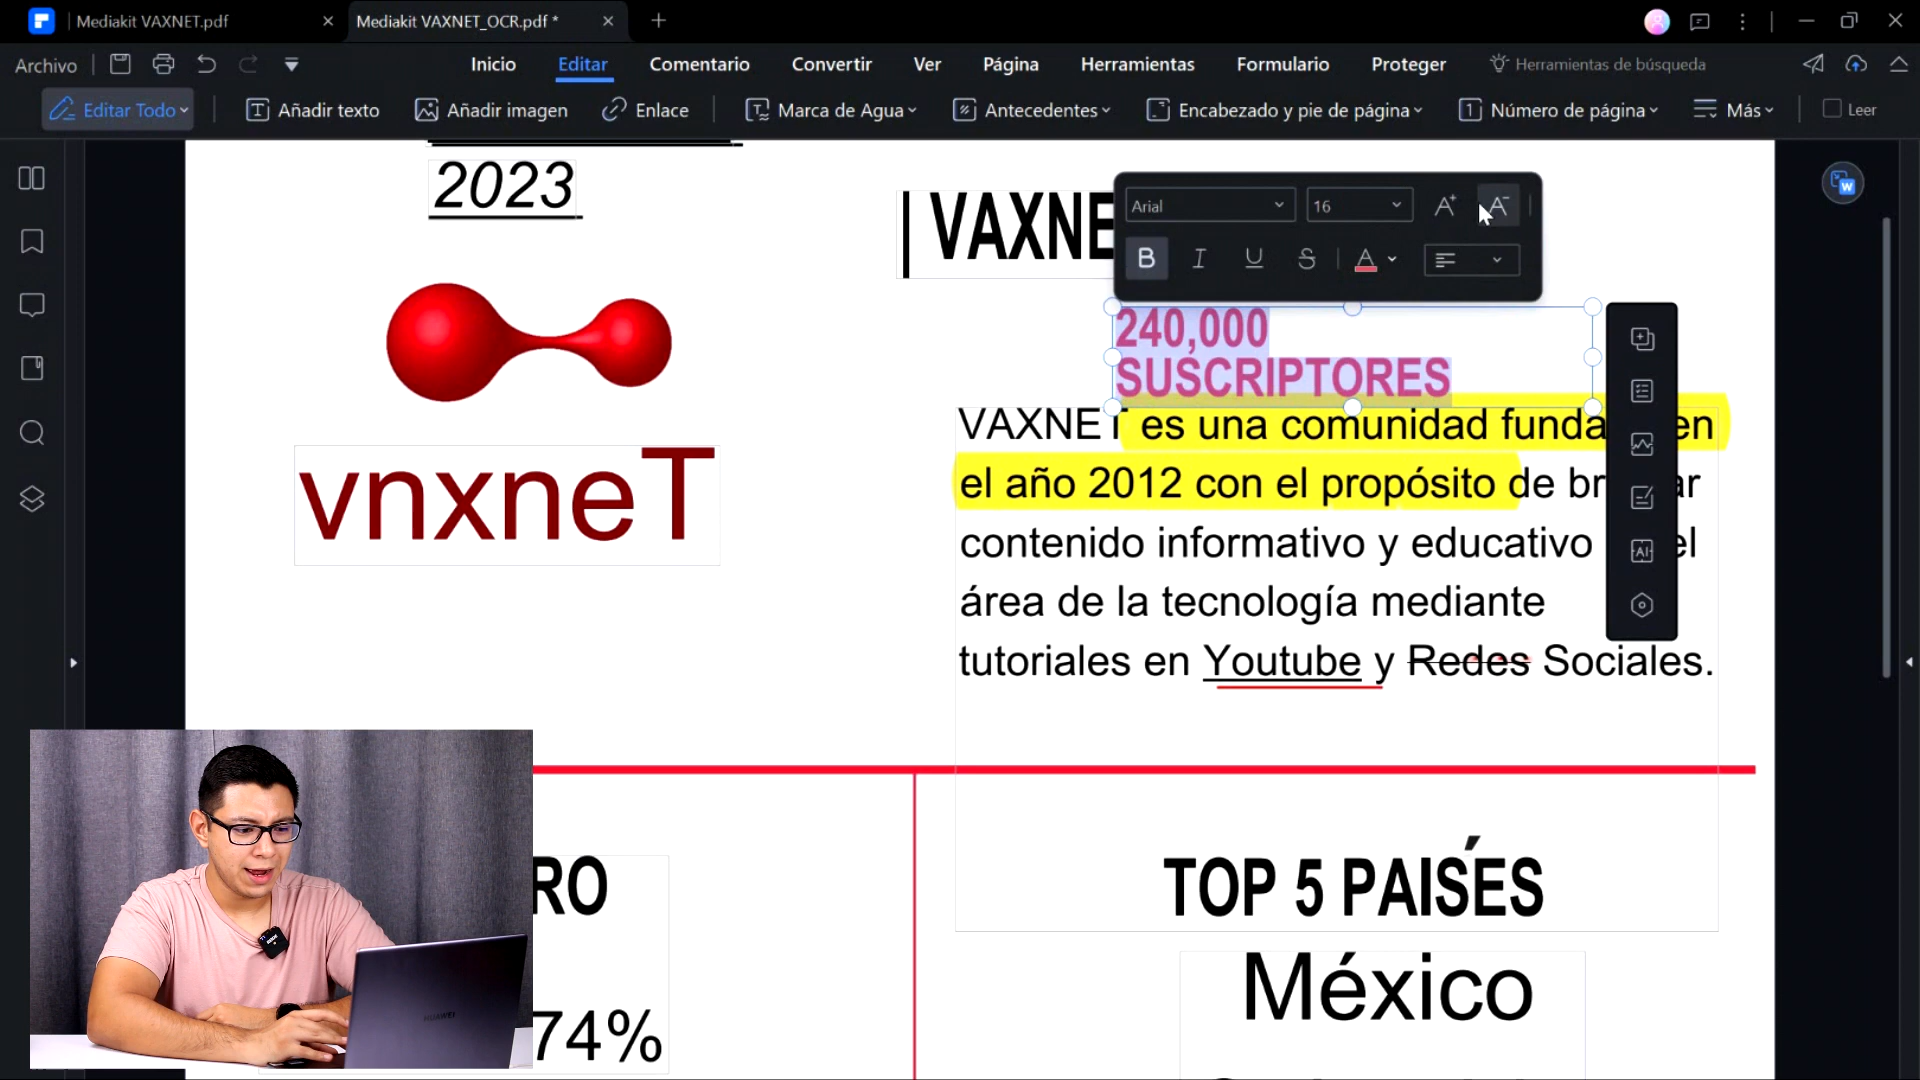 Mediakit VAXNET.pdf
Mediakit VAXNET_OCR.pdf *
Archivo
Inicio
Editar
Comentario
Convertir
Ver
Página
Herramientas
Formulario
Proteger
Herramientas de búsqueda
Editar Todo
Añadir texto
Añadir imagen
Enlace
Marca de Agua
Antecedentes
Encabezado y pie de página
Número de página
Más
Leer
2023
vnxneT
VAXNE
Arial
16
240,000
SUSCRIPTORES
VAXNET es una comunidad funda en
el año 2012 con el propósito de br ar
contenido informativo y educativo el
área de la tecnología mediante
tutoriales en Youtube y Redes Sociales.
RO
74%
TOP 5 PAISÉS
México
HUAWEI